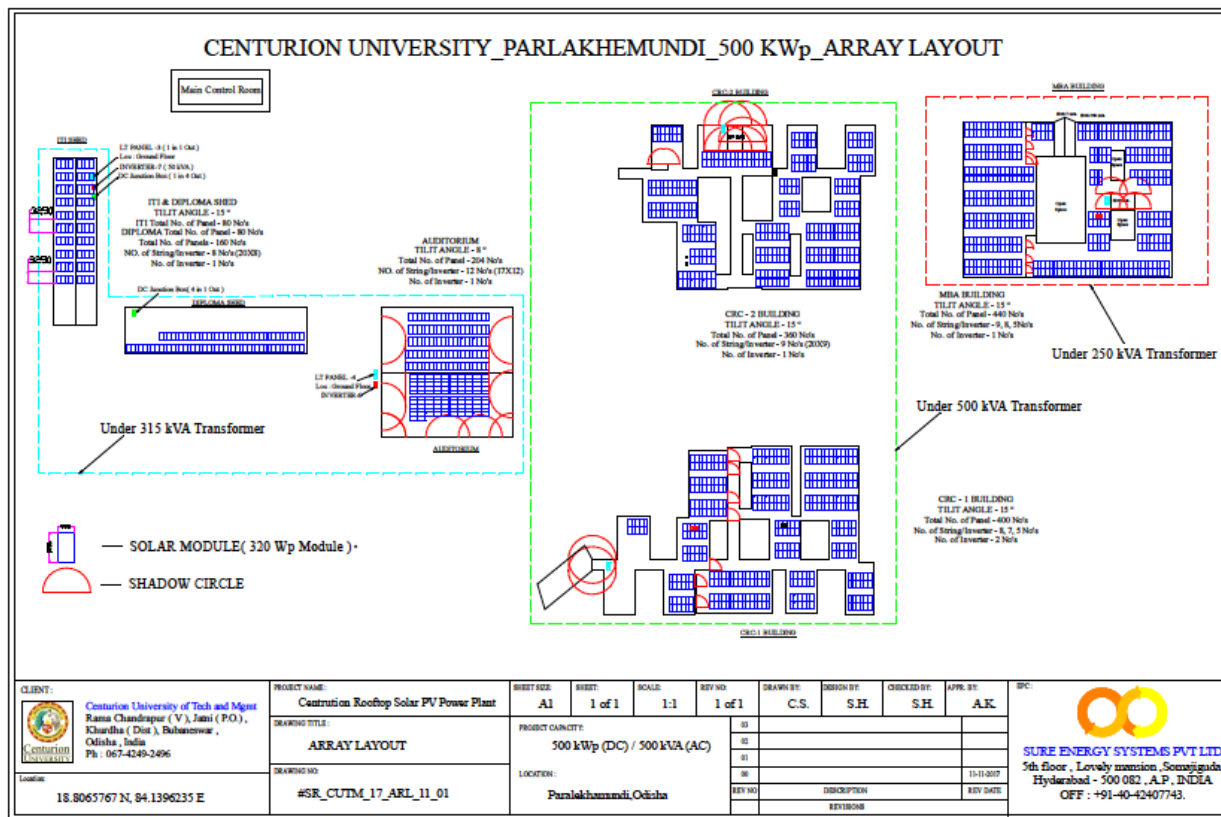 CENTURION UNIVERSITY_PARLAKHEMUNDI_500 KWp_ARRAY LAYOUT
Main Control Room
ITI SHED
LT PANEL -3 ( 1 in 1 Out )
Loc : Ground Floor
INVERTER-7 ( 50 kVA )
DC Junction Box ( 1 in 4 Out )
ITI & DIPLOMA SHED
TILIT ANGLE - 15 °
ITI Total No. of Panel - 80 No's
DIPLOMA Total No. of Panel - 80 No's
Total No. of Panels - 160 No's
NO. of String/Inverter - 8 No's (20X8)
No. of Inverter - 1 No's
DC Junction Box ( 4 in 1 Out )
DIPLOMA SHED
AUDITORIUM
TILIT ANGLE - 8 °
Total No. of Panel - 204 No's
NO. of String/Inverter - 12 No's (17X12)
No. of Inverter - 1 No's
LT PANEL -4
Loc : Ground Floor
AUDITORIUM
Under 315 kVA Transformer
CRC-2 BUILDING
CRC - 2 BUILDING
TILIT ANGLE - 15 °
Total No. of Panel - 360 No's
No. of String/Inverter - 9 No's (20X9)
No. of Inverter - 1 No's
MBA BUILDING
Open
Space
Open
Space
Open
Space
MBA BUILDING
TILIT ANGLE - 15 °
Total No. of Panel - 440 No's
No. of String/Inverter - 9, 8, 5No's
No. of Inverter - 1 No's
Under 250 kVA Transformer
Under 500 kVA Transformer
CRC - 1 BUILDING
TILIT ANGLE - 15 °
Total No. of Panel - 400 No's
No. of String/Inverter - 8, 7, 5 No's
No. of Inverter - 2 No's
CRC-1 BUILDING
SOLAR MODULE( 320 Wp Module )
SHADOW CIRCLE
CLIENT :
Centurion
UNIVERSITY
Centurion University of Tech and Mgmt
Rama Chandrapur ( V ), Jatni ( P.O.) ,
Khurdha ( Dist ), Bubaneswar ,
Odisha , India
Ph : 067-4249-2496
Location:
18.8065767 N, 84.1396235 E
PROJECT NAME :
Centrution Rooftop Solar PV Power Plant
DRAWING TITLE :
ARRAY LAYOUT
DRAWING NO:
#SR_CUTM_17_ARL_11_01
SHEET SIZE: SHEET: SCALE: REV NO: DRAWN BY: DESIGN BY: CHECKED BY: APPR. BY:
A1 1 of 1 1:1 1 of 1 C.S. S.H. S.H. A.K.
PROJECT CAPACITY:
500 kWp (DC) / 500 kVA (AC)
LOCATION :
Paralekhamundi,Odisha
03
02
01
00 11-11-2017
REV NO DESCRIPTION REV DATE
REVISIONS
EPC :
SURE ENERGY SYSTEMS PVT LTD
5th floor , Lovely mansion ,Somajiguda
Hyderabad - 500 082 , A.P , INDIA
OFF : +91-40-42407743.